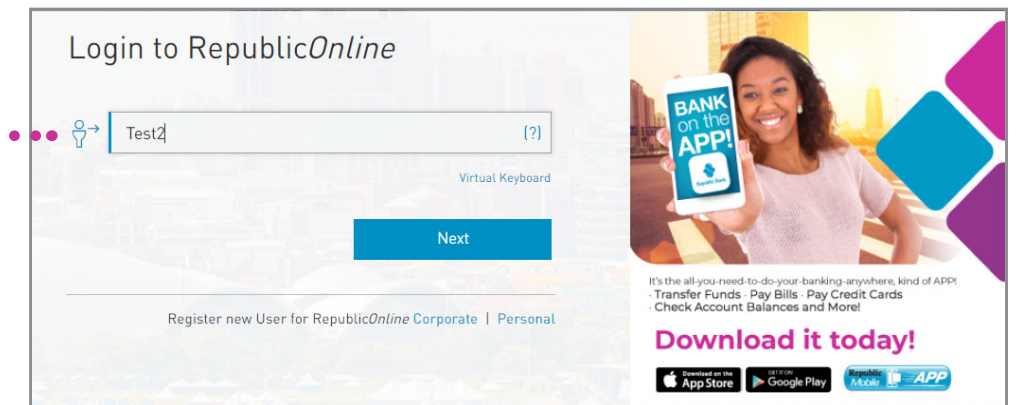 Login to RepublicOnline
Test2
(?)
Virtual Keyboard
Next
Register new User for RepublicOnline Corporate | Personal
BANK
on the
APP!
Republic Bank
It's the all-you-need-to-do-your-banking-anywhere, kind of APP!
· Transfer Funds · Pay Bills · Pay Credit Cards
· Check Account Balances and More!
Download it today!
Download on the
App Store
GET IT ON
Google Play
Republic
Mobile APP